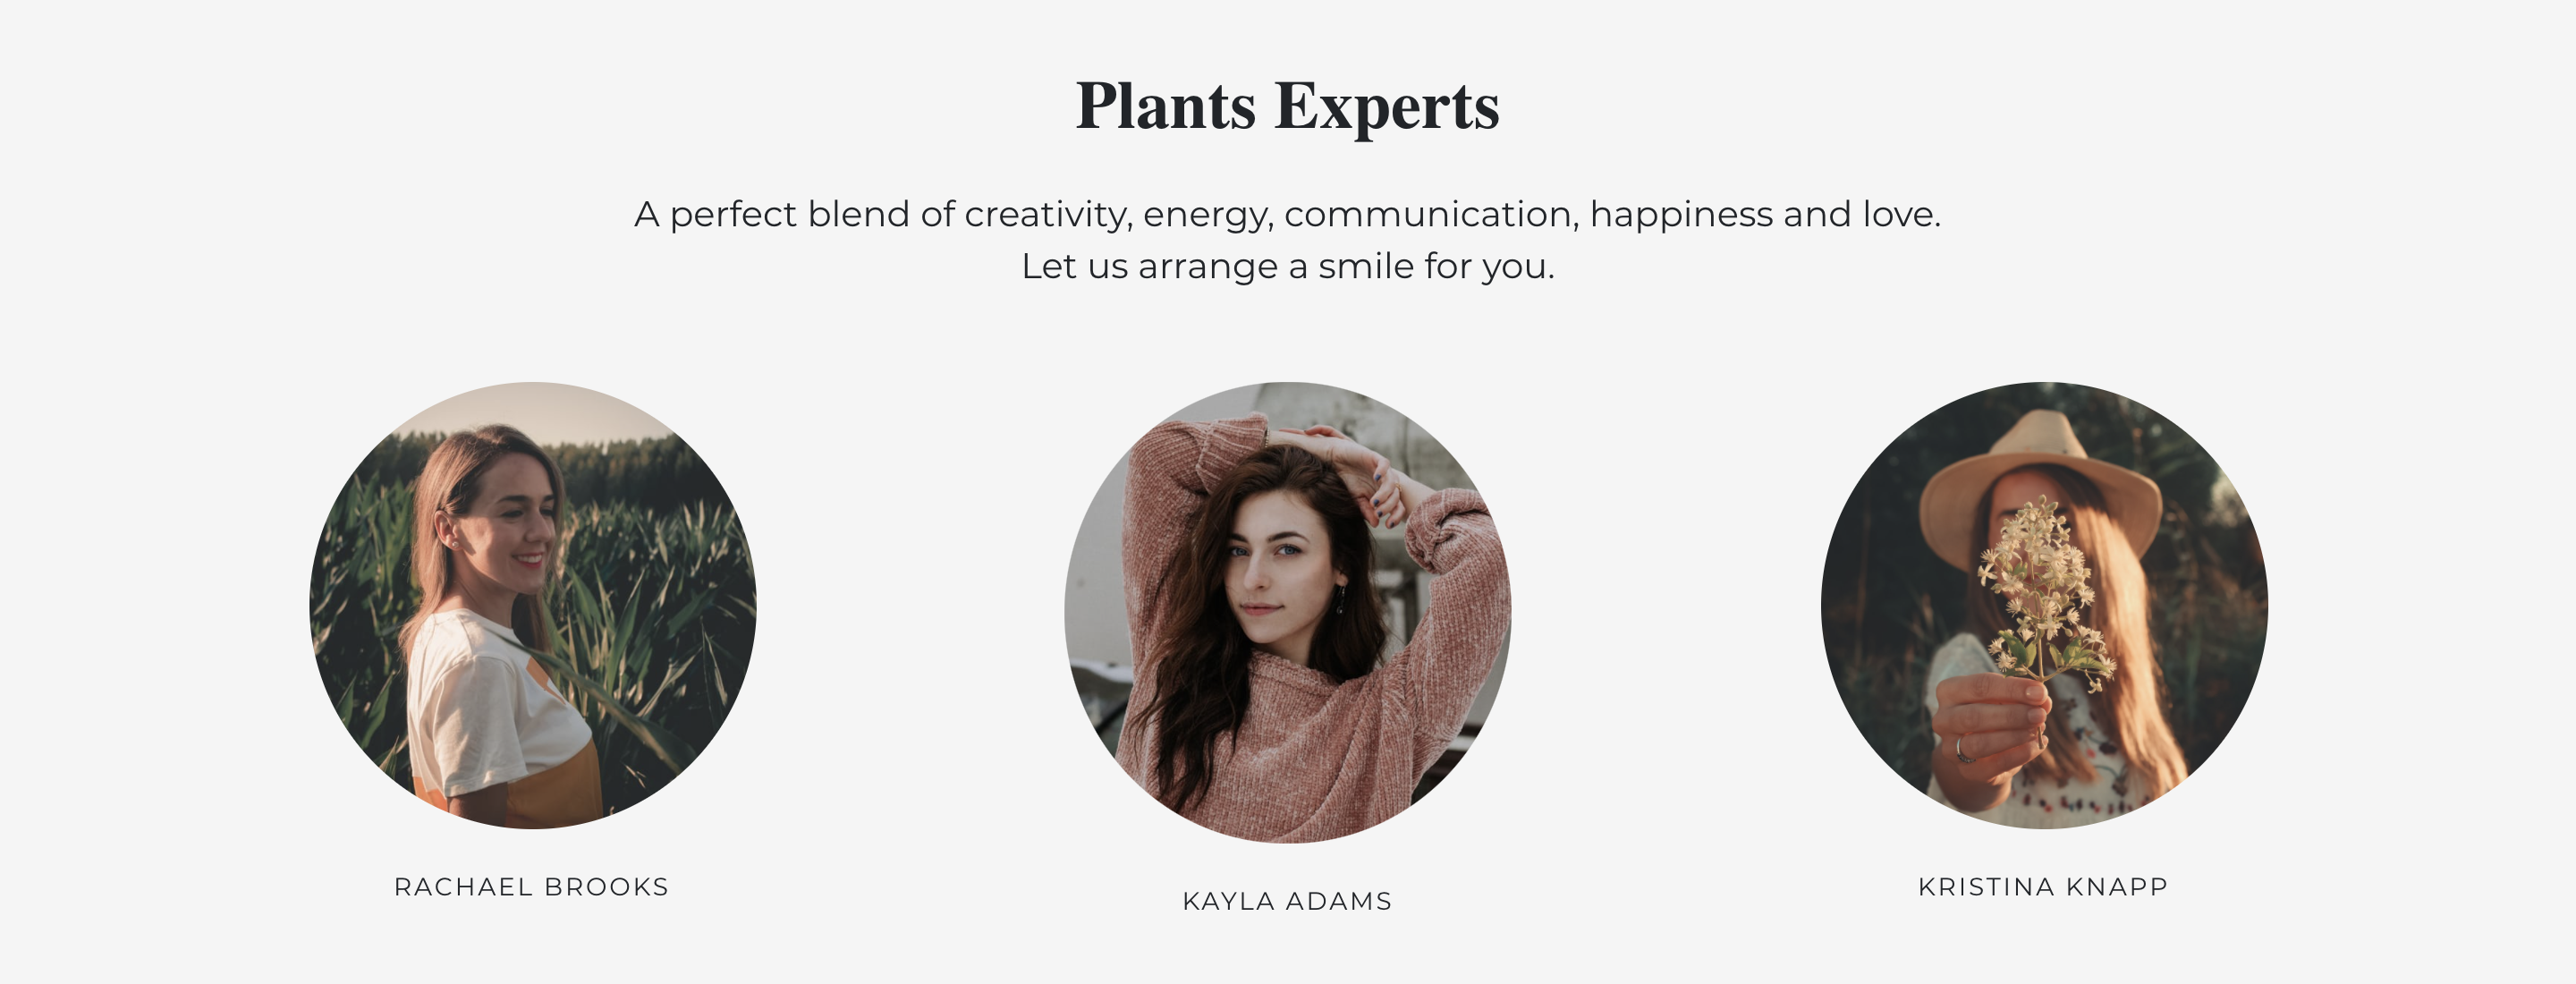 Plants Experts
A perfect blend of creativity, energy, communication, happiness and love.
Let us arrange a smile for you.
RACHAEL BROOKS
KAYLA ADAMS
KRISTINA KNAPP